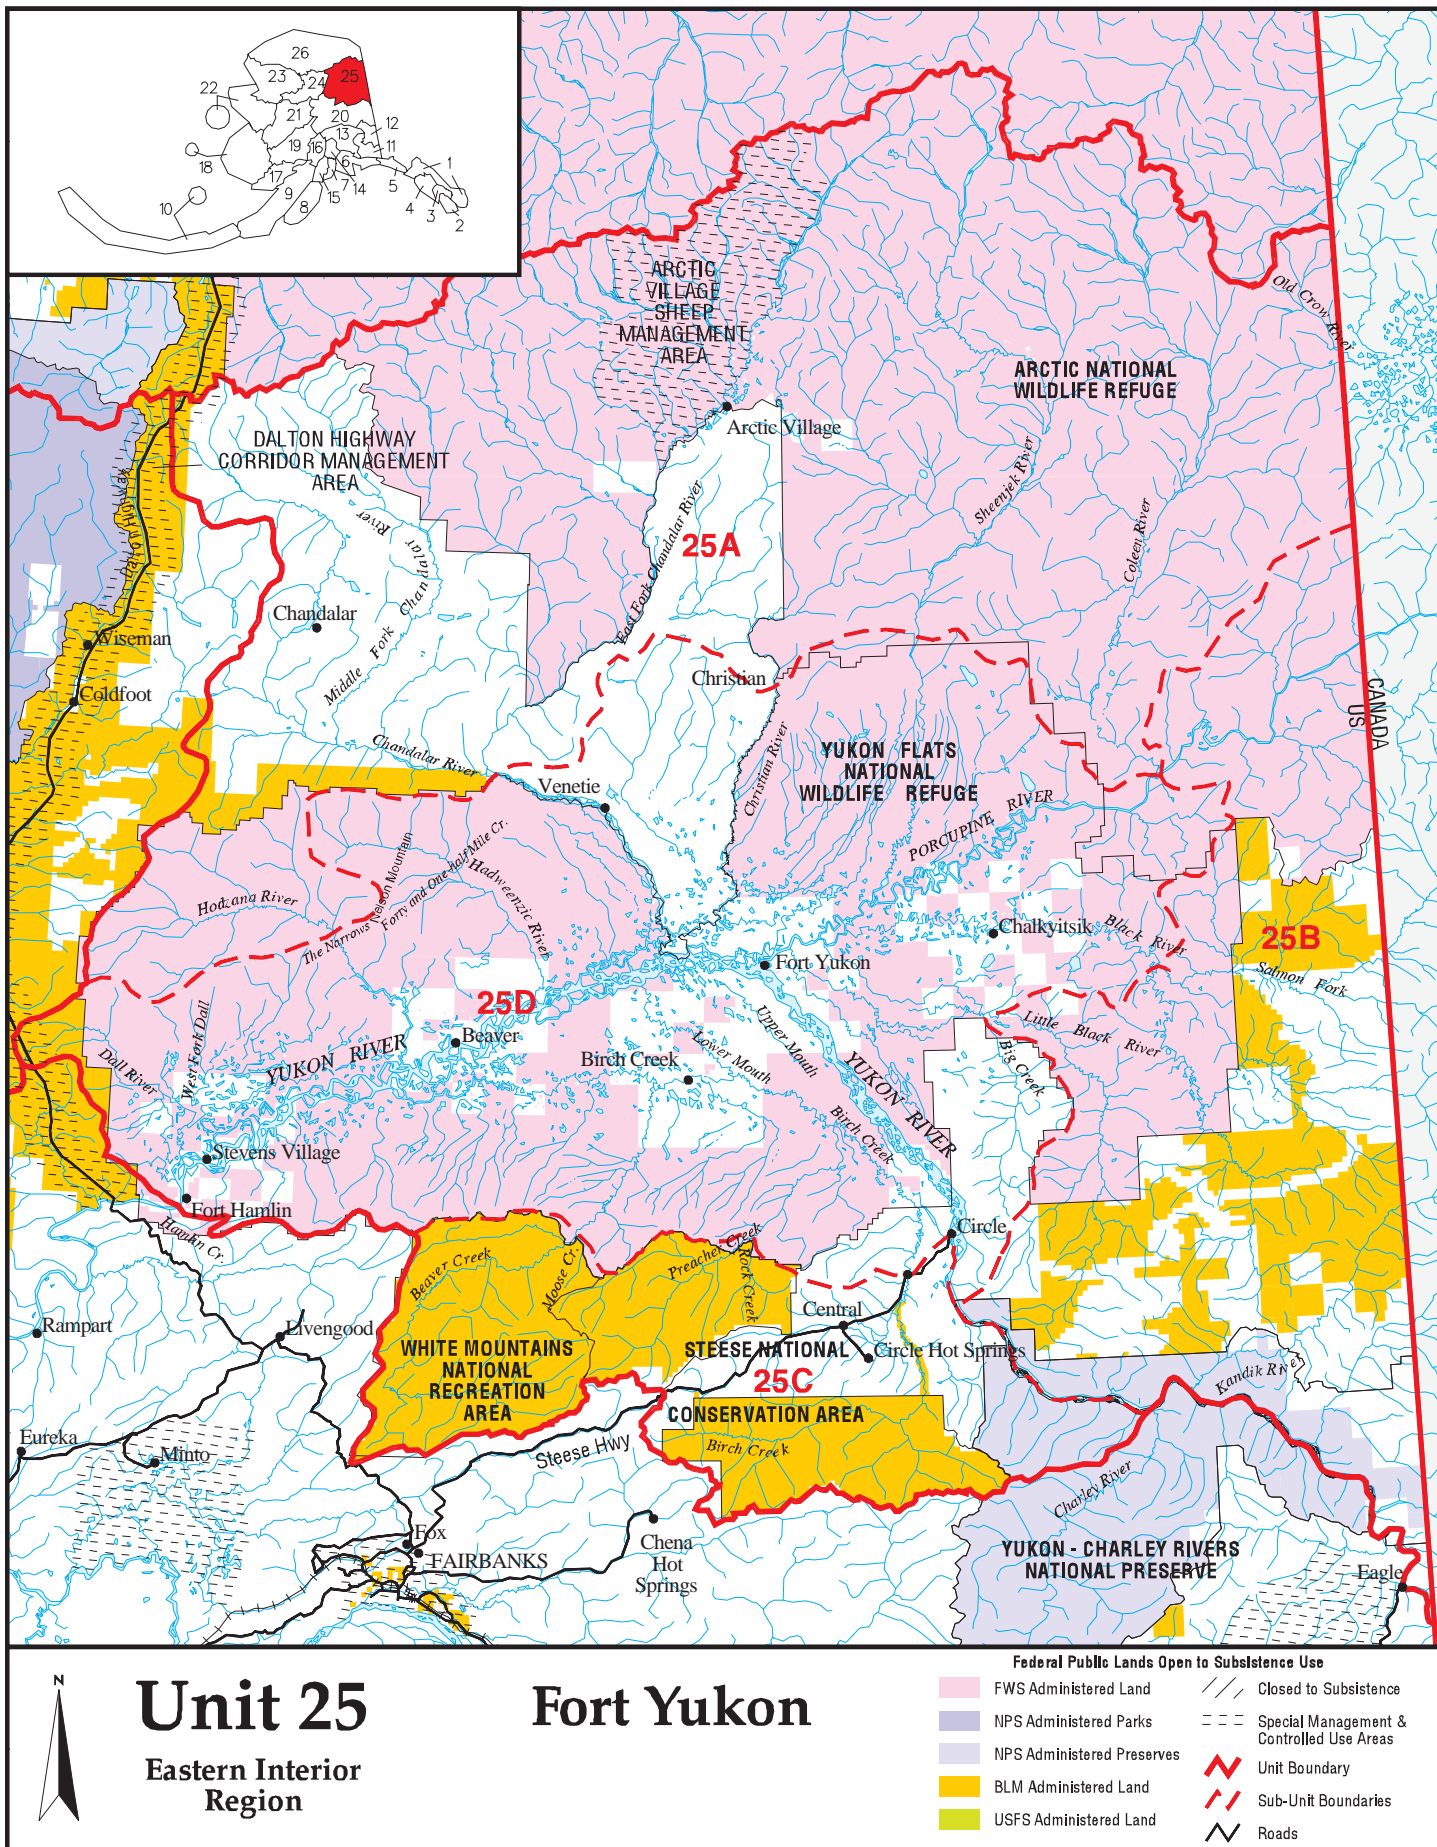 26
23
24
25
22
21
20
12
13
11
19
16
18
17
6
1
9
15
7
14
5
10
8
4
3
2
ARCTIC
VILLAGE
SHEEP
MANAGEMENT
AREA
Old Crow River
ARCTIC NATIONAL
WILDLIFE REFUGE
Arctic Village
DALTON HIGHWAY
CORRIDOR MANAGEMENT
AREA
Dalton Highway
Middle Fork Chandalar River
East Fork Chandalar River
25A
Sheenjek River
Coleen River
Chandalar
Wiseman
Coldfoot
Christian
CANADA
US
Chandalar River
Venetie
Christian River
YUKON FLATS
NATIONAL
WILDLIFE REFUGE
PORCUPINE RIVER
Nelson Mountain
Forty and One-half Mile Cr.
Hadweenzic River
Hodzana River
The Narrows
Chalkyitsik
Black River
25B
Salmon Fork
Fort Yukon
25D
Beaver
YUKON RIVER
West Fork Dall
Dall River
Birch Creek
Lower Mouth
Upper Mouth
Birch Creek
YUKON RIVER
Little Black River
Big Creek
Stevens Village
Fort Hamlin
Hamlin Cr.
Circle
Beaver Creek
Moose Cr.
Preacher Creek
Rock Creek
Rampart
Livengood
Central
WHITE MOUNTAINS
NATIONAL
RECREATION
AREA
STEESE NATIONAL
Circle Hot Springs
25C
CONSERVATION AREA
Kandik River
Birch Creek
Steese Hwy
Eureka
Minto
Charley River
Fox
FAIRBANKS
Chena
Hot
Springs
YUKON - CHARLEY RIVERS
NATIONAL PRESERVE
Eagle
N
Unit 25
Eastern Interior
Region
Fort Yukon
Federal Public Lands Open to Subsistence Use
FWS Administered Land
NPS Administered Parks
NPS Administered Preserves
BLM Administered Land
USFS Administered Land
Closed to Subsistence
Special Management &
Controlled Use Areas
Unit Boundary
Sub-Unit Boundaries
Roads